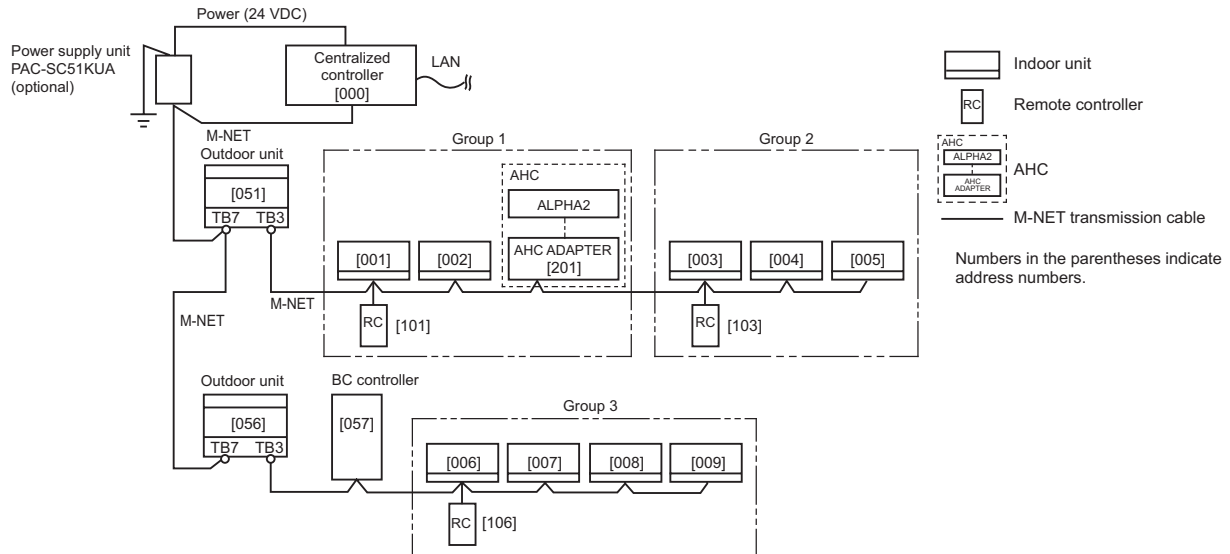 Power (24 VDC)
Power supply unit
PAC-SC51KUA
(optional)
Centralized
controller
[000]
LAN
M-NET
Indoor unit
RC
Remote controller
AHC
ALPHA2
AHC
ADAPTER
AHC
M-NET transmission cable
Numbers in the parentheses indicate
address numbers.
Outdoor unit
[051]
TB7 TB3
M-NET
M-NET
Group 1
AHC
ALPHA2
AHC ADAPTER
[201]
[001]
[002]
RC
[101]
Group 2
[003]
[004]
[005]
RC
[103]
Outdoor unit
[056]
TB7 TB3
BC controller
[057]
Group 3
[006]
[007]
[008]
[009]
RC
[106]